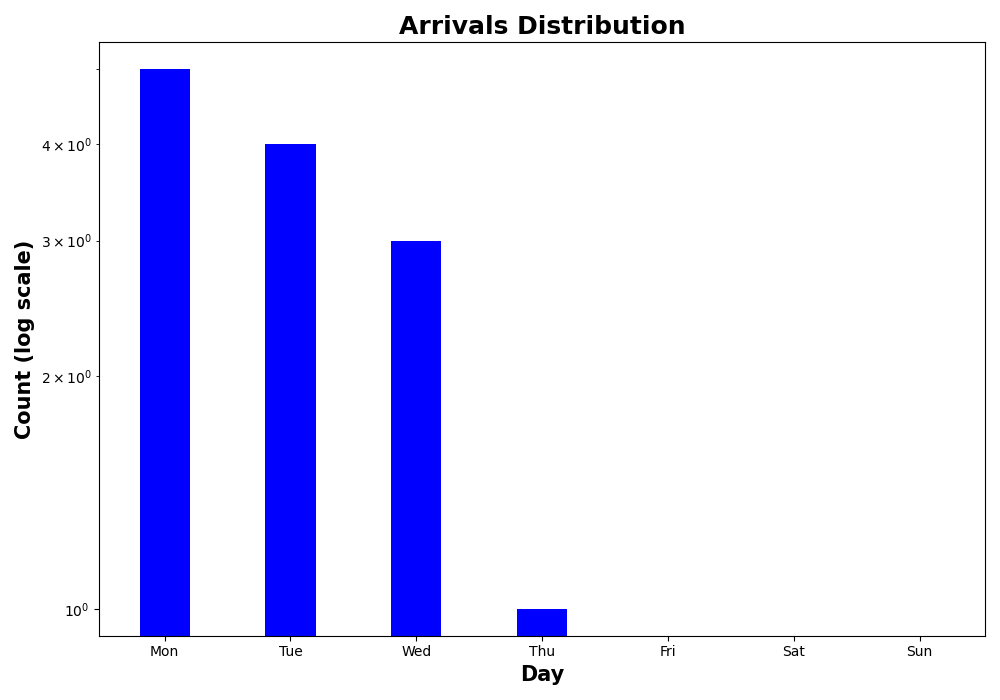 Arrivals Distribution
Count (log scale)
4 × 10⁰
3 × 10⁰
2 × 10⁰
10⁰
Mon Tue Wed Thu Fri Sat Sun
Day